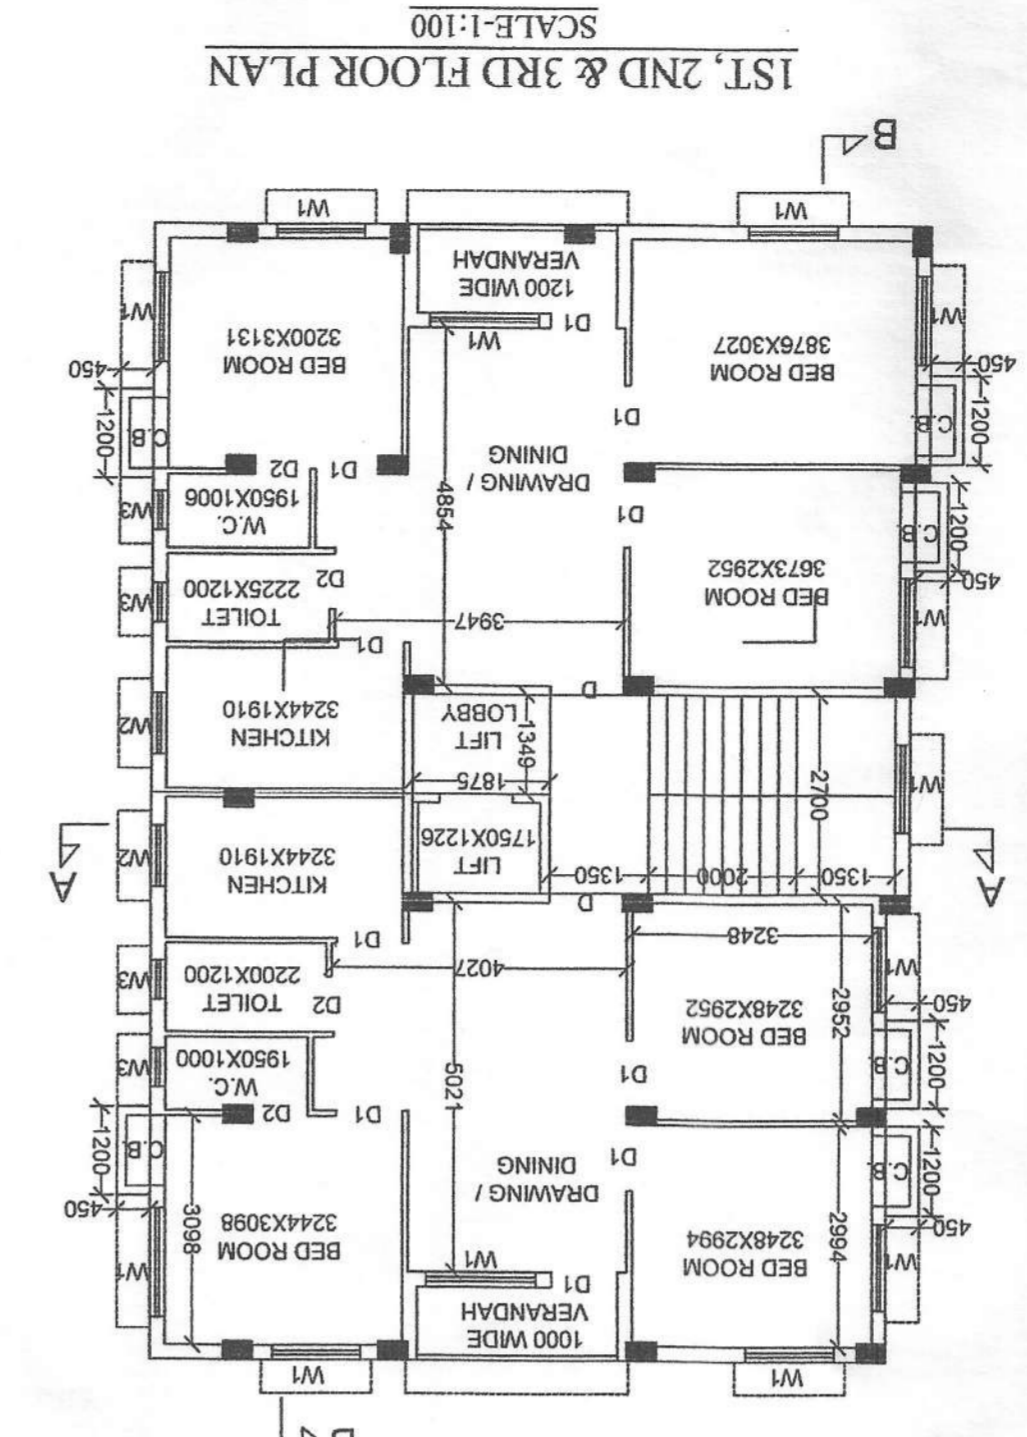 W1
W1
1000 WIDE
VERANDAH
W1
D1
W1
W1
450
1200
C.B
BED ROOM
3248X2994
2994
D1
DRAWING /
DINING
5021
BED ROOM
3244X3098
3098
450
1200
C.B
D1
D2
1200
C.B
450
W1
BED ROOM
3248X2952
2952
3248
D1
W.C.
1950X1000
W3
D2
TOILET
2200X1200
W3
4027
D1
D
A
1350
2000
1350
2700
LIFT
1750X1226
KITCHEN
3244X1910
W2
A
W1
1875
1349
LIFT
LOBBY
KITCHEN
3244X1910
W2
D
D1
3947
W1
450
1200
C.B
BED ROOM
3673X2952
D2
TOILET
2225X1200
W3
D1
DRAWING /
DINING
4854
W.C.
1950X1006
W3
D1
D2
1200
C.B
450
W1
BED ROOM
3876X3027
D1
BED ROOM
3200X3131
1200
C.B
450
W1
D1
W1
1200 WIDE
VERANDAH
W1
W1
B
1ST, 2ND & 3RD FLOOR PLAN
SCALE-1:100